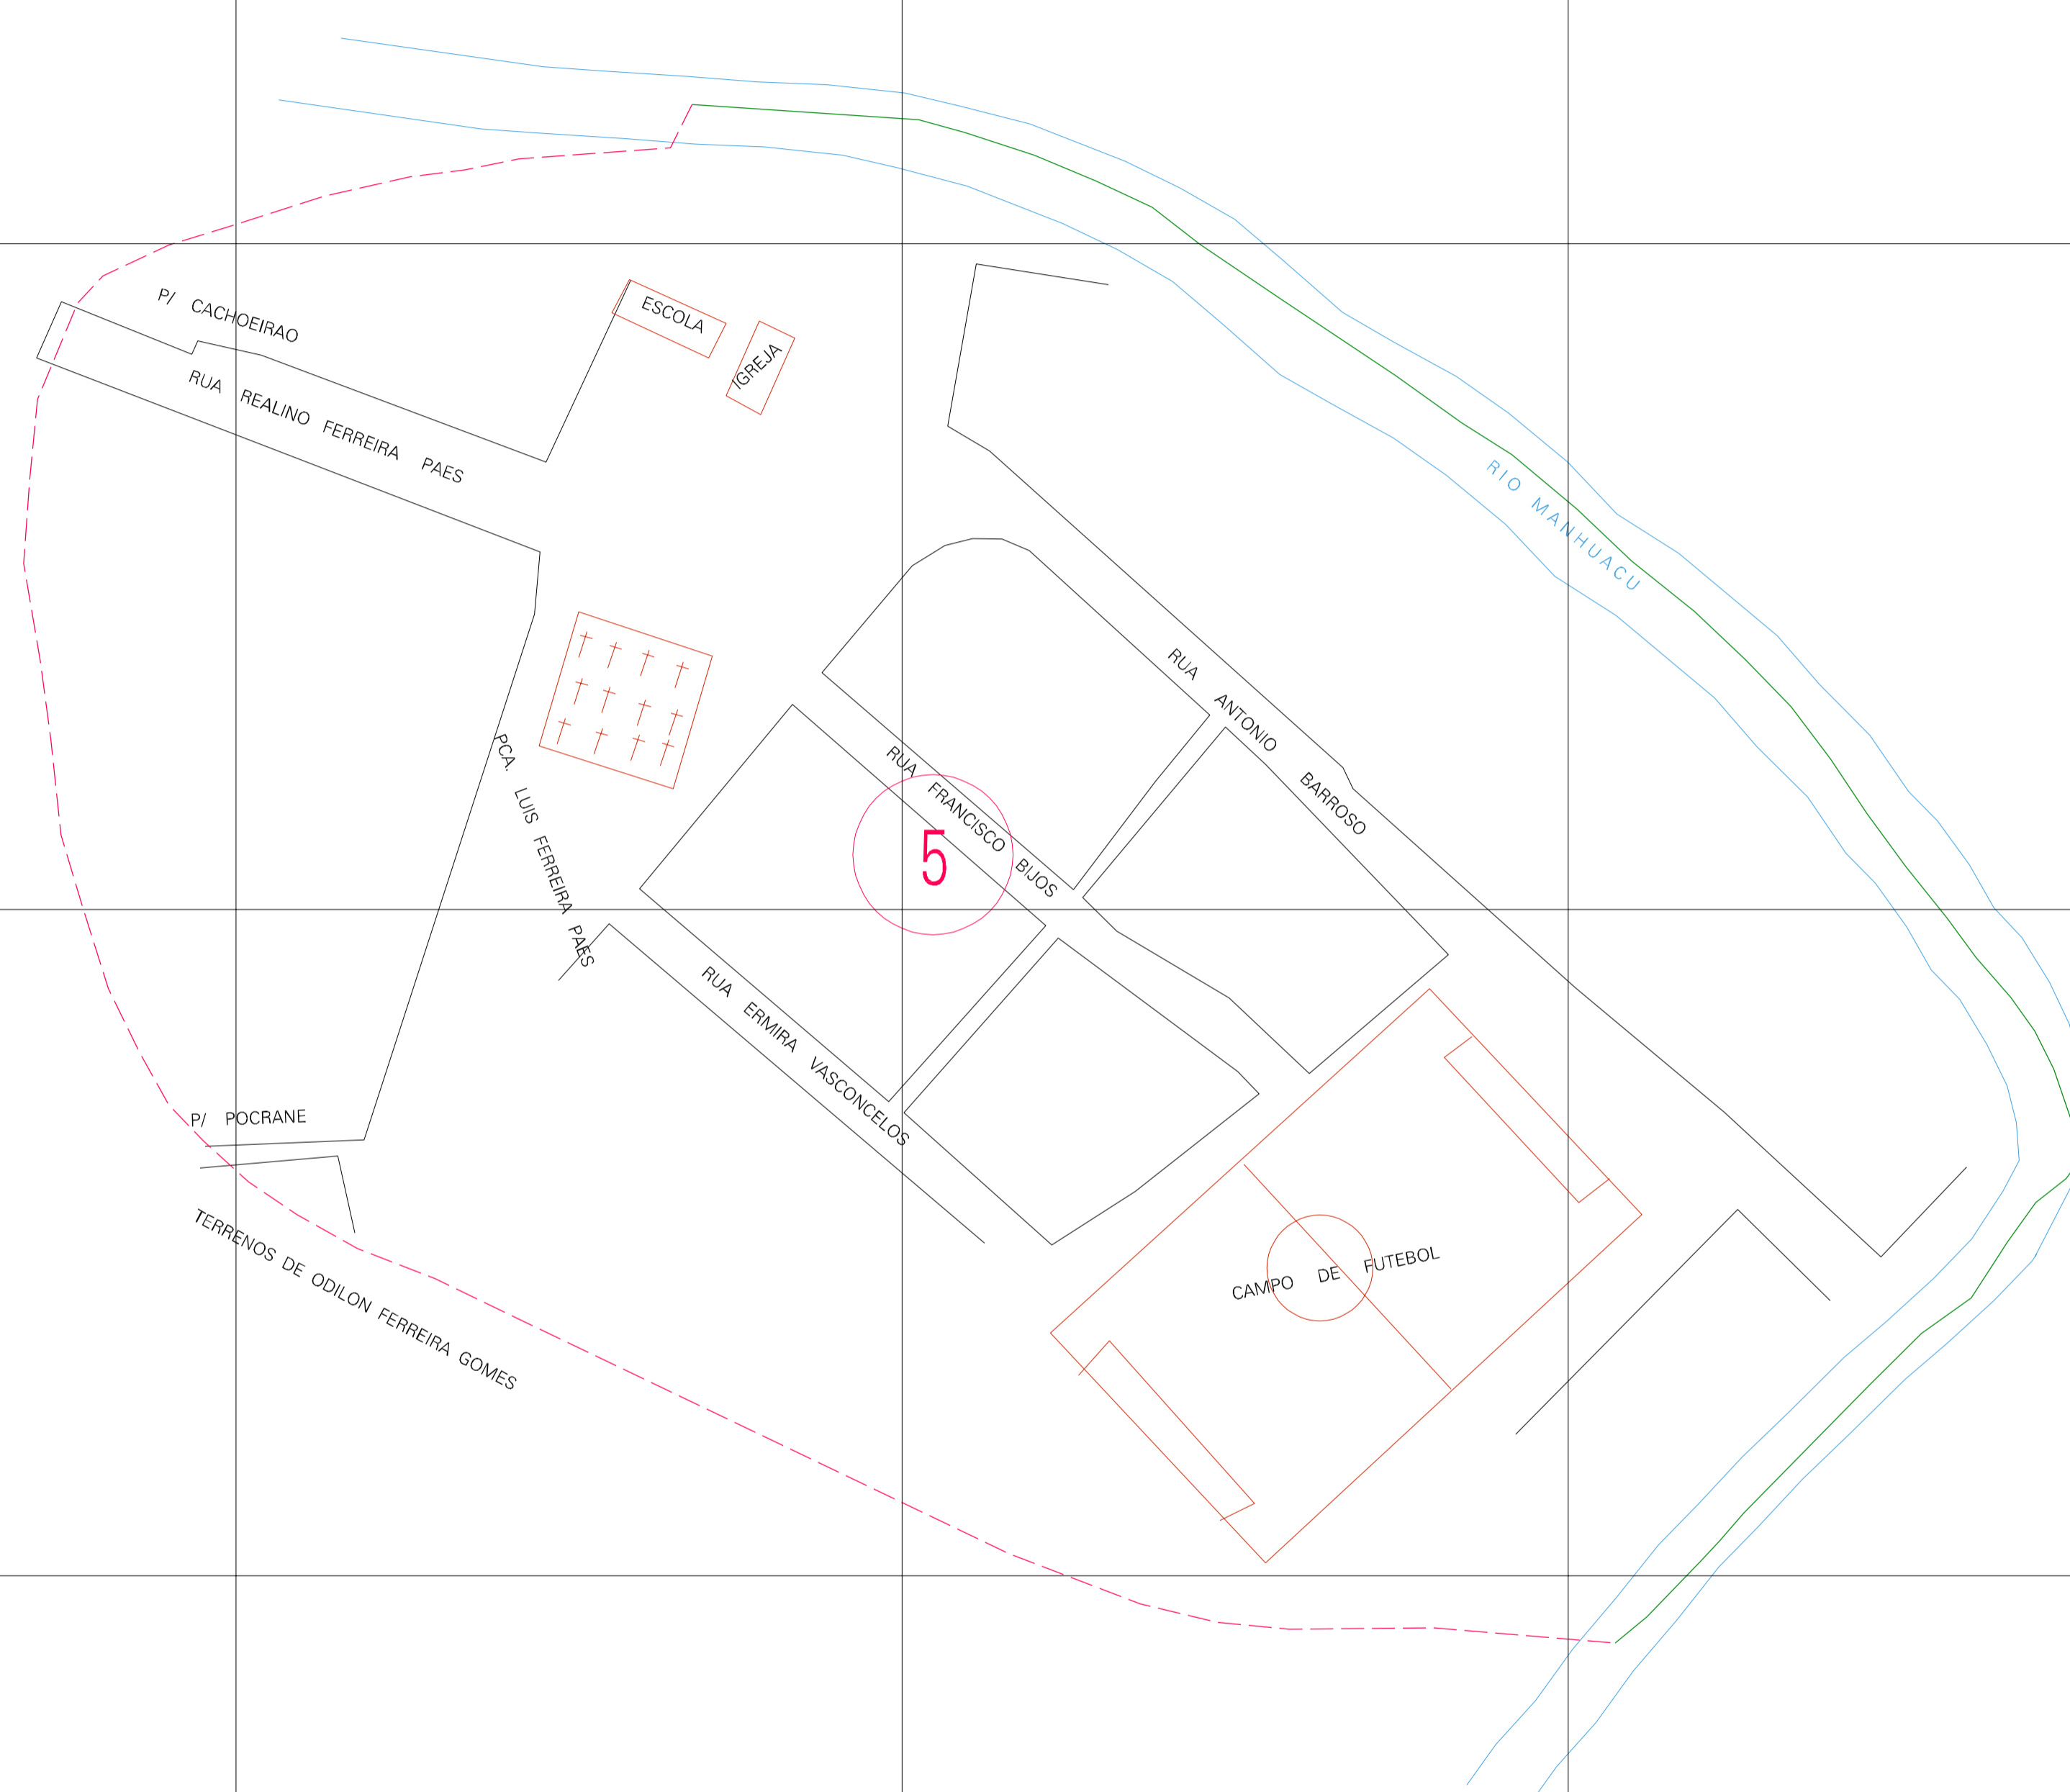 P/ CACHOEIRAO
ESCOLA
IGREJA
RUA REALINO FERREIRA PAES
RIO MANHUACU
RUA ANTONIO BARROSO
PCA. LUIS FERREIRA PAES
RUA FRANCISCO BIJOS
5
RUA ERMIRA VASCONCELOS
P/ POCRANE
TERRENOS DE ODILON FERREIRA GOMES
CAMPO DE FUTEBOL